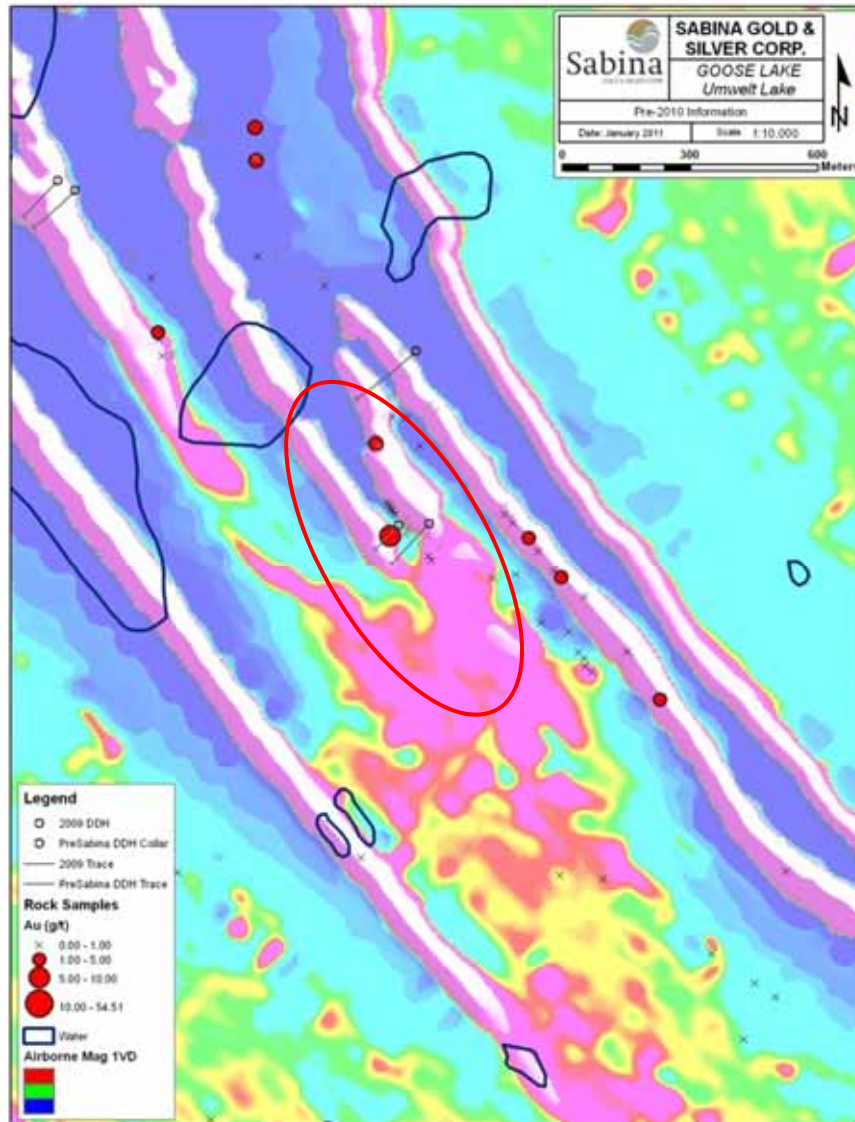 Sabina
SABINA GOLD &
SILVER CORP.
GOOSE LAKE
Umwelt Lake
Pre-2010 Information
Date: January 2011
Scale 1:10,000
N
0 300 600
Meters
Legend
2009 DDH
PreSabina DDH Collar
2009 Trace
PreSabina DDH Trace
Rock Samples
Au (g/t)
0.00 - 1.00
1.00 - 5.00
5.00 - 10.00
10.00 - 54.51
Water
Airborne Mag 1VD